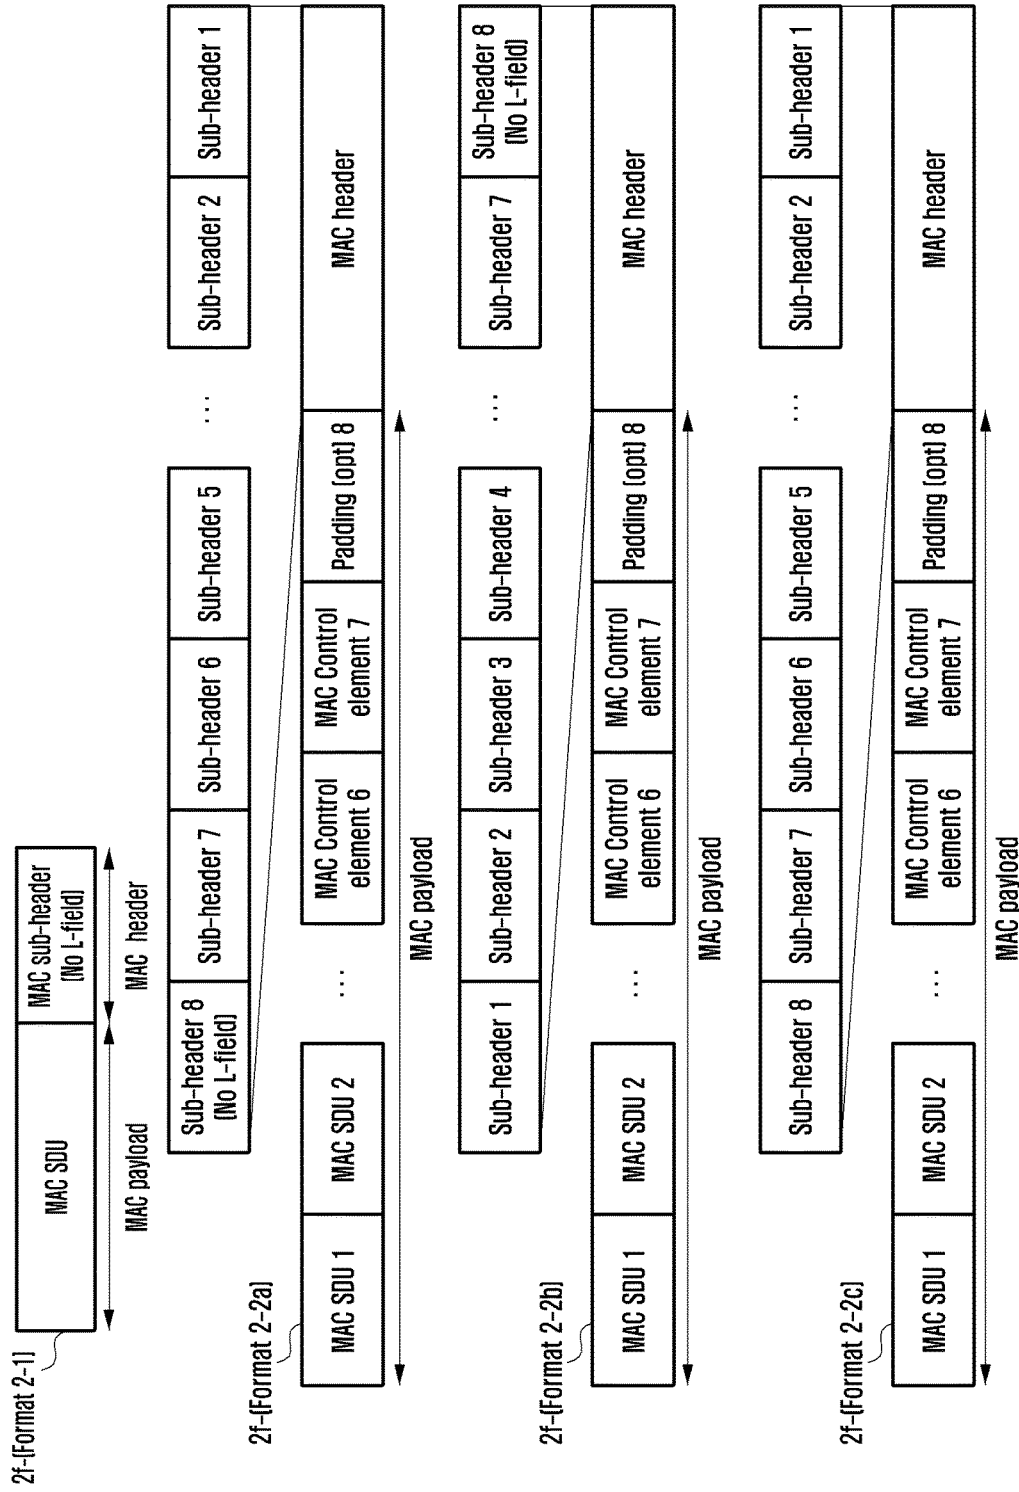 2f-(Format 2-1)
MAC SDU
MAC sub-header
(No L-field)
MAC payload
MAC header
Sub-header 8
(No L-field)
Sub-header 7
Sub-header 6
Sub-header 5
...
Sub-header 2
Sub-header 1
2f-(Format 2-2a)
MAC SDU 1
MAC SDU 2
...
MAC Control
element 6
MAC Control
element 7
Padding (opt) 8
MAC header
MAC payload
Sub-header 1
Sub-header 2
Sub-header 3
Sub-header 4
...
Sub-header 7
Sub-header 8
(No L-field)
2f-(Format 2-2b)
MAC SDU 1
MAC SDU 2
...
MAC Control
element 6
MAC Control
element 7
Padding (opt) 8
MAC header
MAC payload
Sub-header 8
Sub-header 7
Sub-header 6
Sub-header 5
...
Sub-header 2
Sub-header 1
2f-(Format 2-2c)
MAC SDU 1
MAC SDU 2
...
MAC Control
element 6
MAC Control
element 7
Padding (opt) 8
MAC header
MAC payload